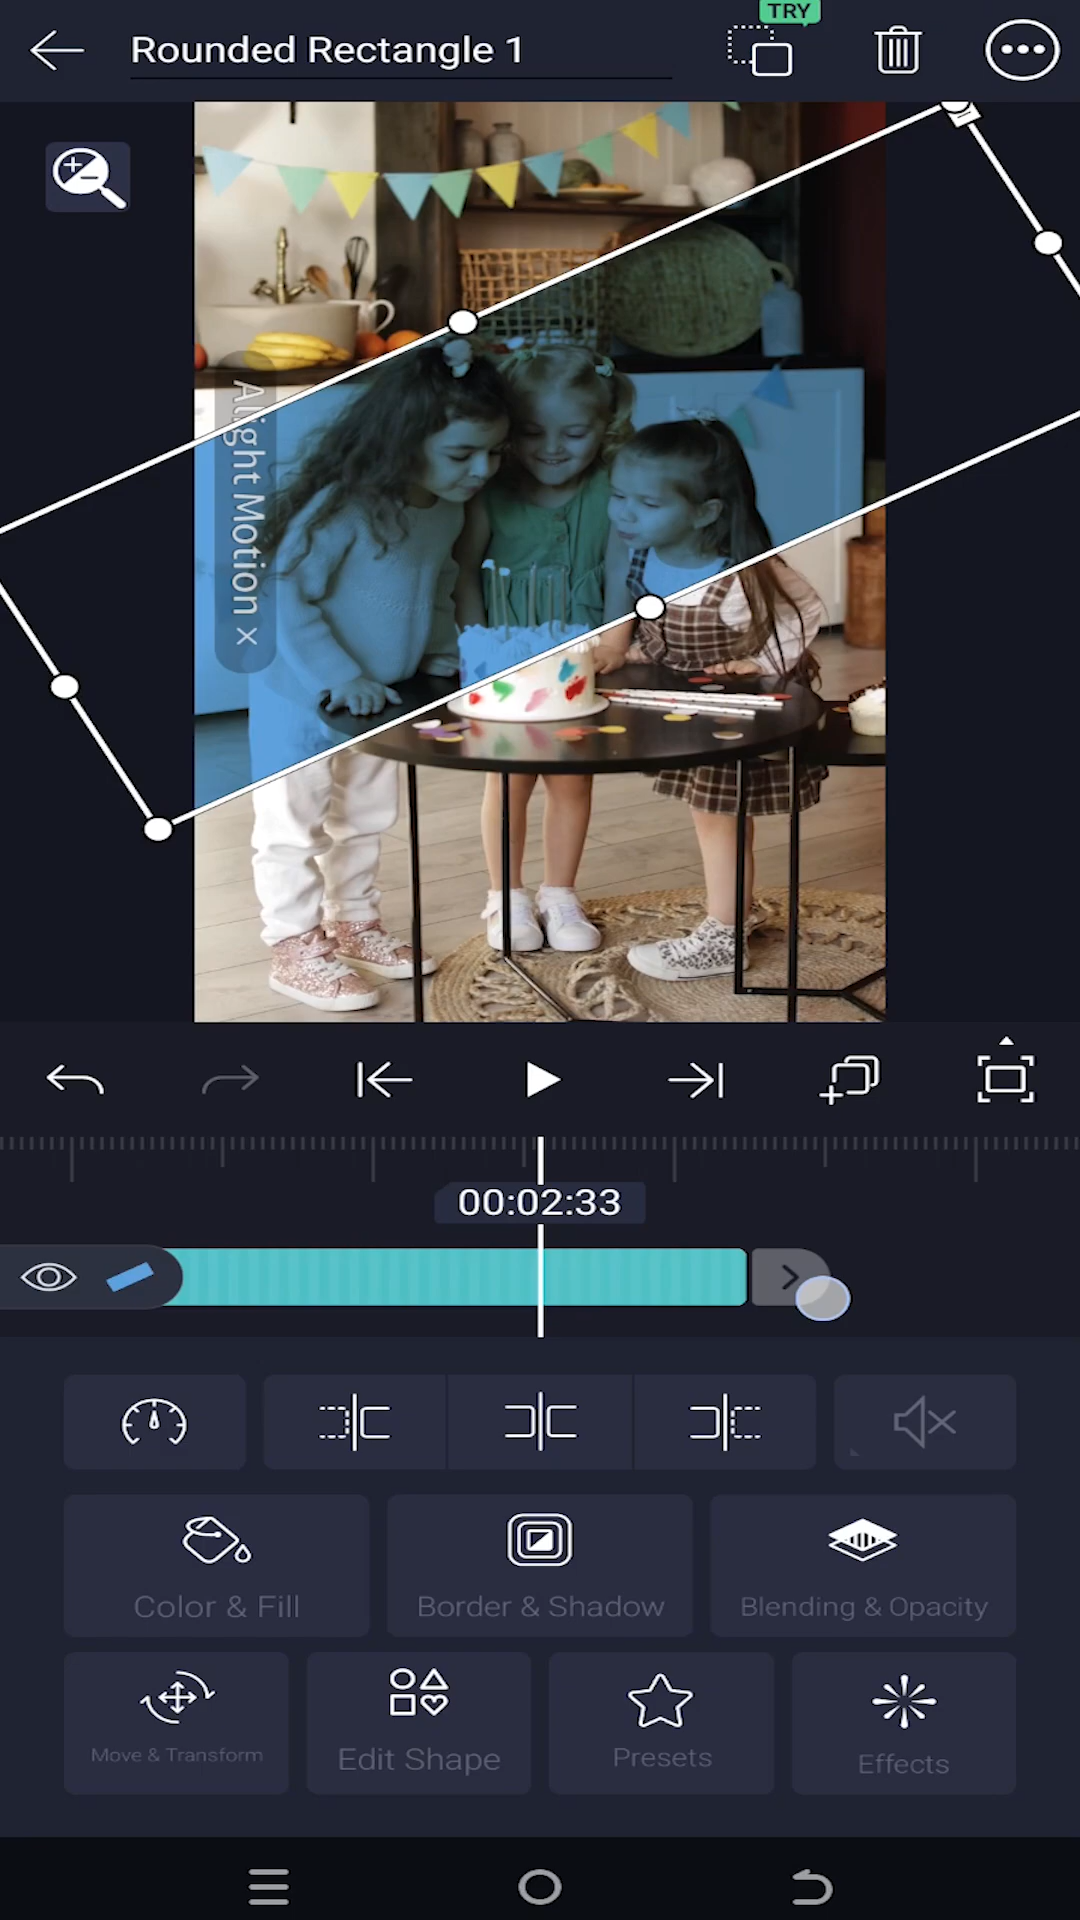 TRY
Rounded Rectangle 1
Alight Motion ×
00:02:33
Color & Fill
Border & Shadow
Blending & Opacity
Move & Transform
Edit Shape
Presets
Effects